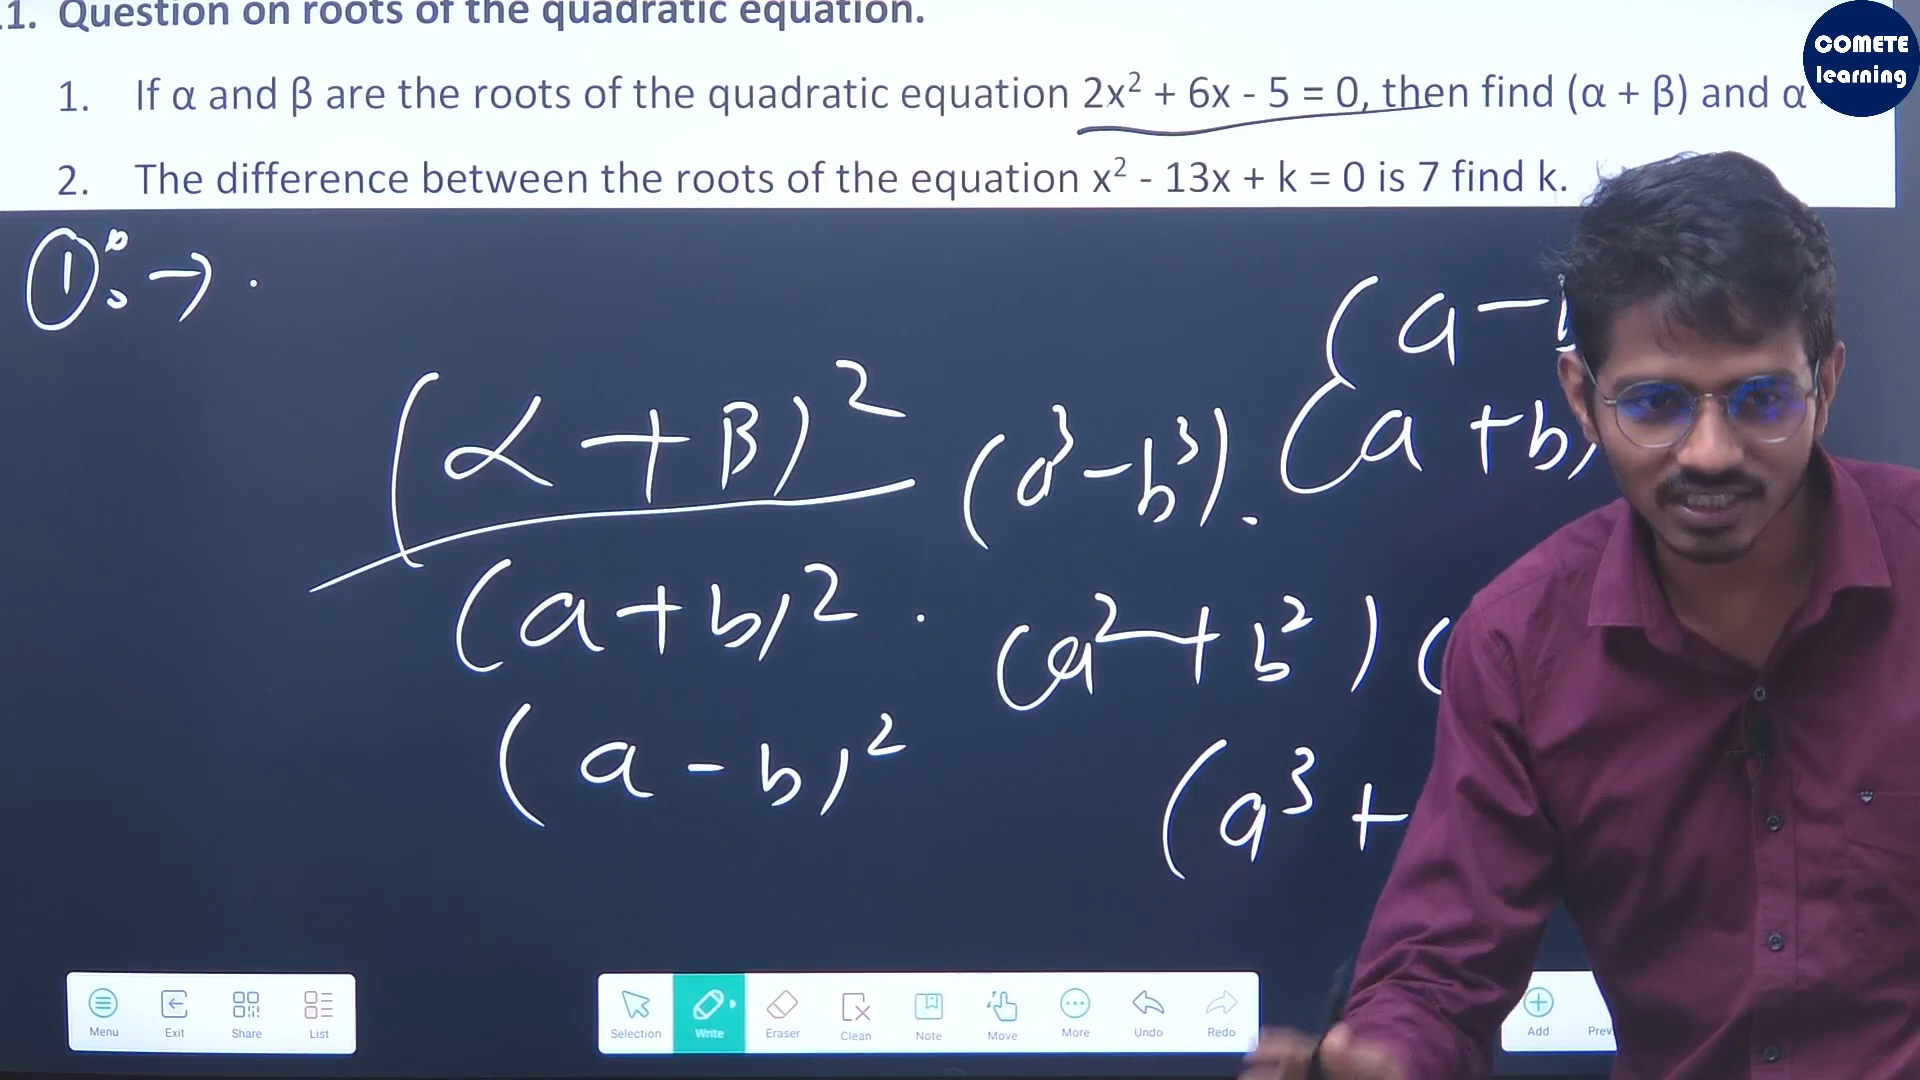 1. Question on roots of the quadratic equation.
COMETE
learning
1. If α and β are the roots of the quadratic equation 2x² + 6x - 5 = 0, then find (α + β) and α
2. The difference between the roots of the equation x² - 13x + k = 0 is 7 find k.
① : →
(α + β)²
(a³ - b³).
(a -
(a + b)
(a + b)²
(a² + b²) (
(a - b)²
(a³ +
Menu Exit Share List
Selection Write Eraser Clean Note Move More Undo Redo
Add Prev